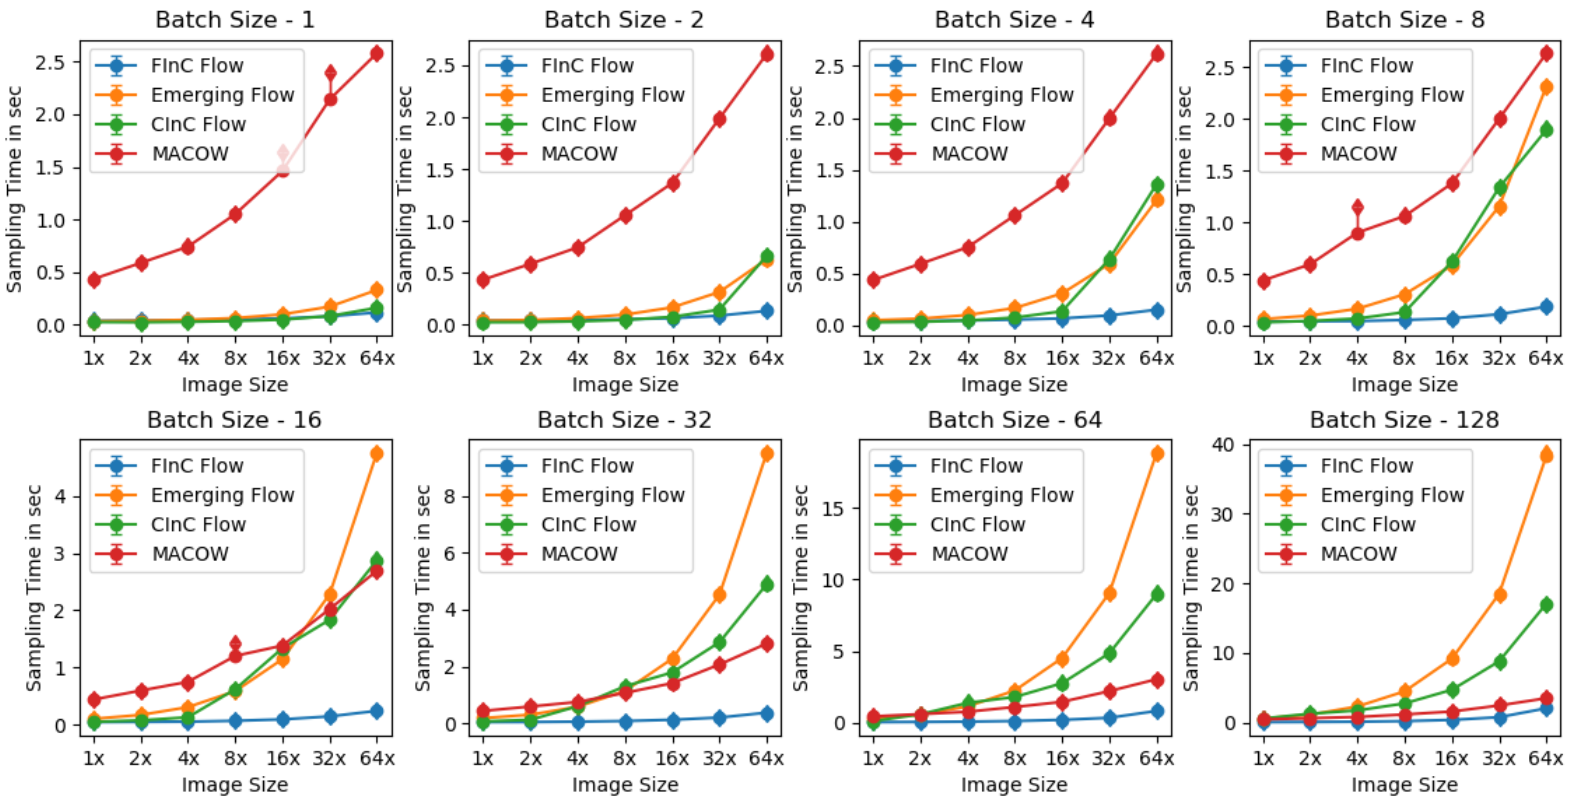 Batch Size - 1
Sampling Time in sec
2.5
2.0
1.5
1.0
0.5
0.0
FInC Flow
Emerging Flow
CInC Flow
MACOW
1x 2x 4x 8x 16x 32x 64x
Image Size
Batch Size - 2
Sampling Time in sec
2.5
2.0
1.5
1.0
0.5
0.0
FInC Flow
Emerging Flow
CInC Flow
MACOW
1x 2x 4x 8x 16x 32x 64x
Image Size
Batch Size - 4
Sampling Time in sec
2.5
2.0
1.5
1.0
0.5
0.0
FInC Flow
Emerging Flow
CInC Flow
MACOW
1x 2x 4x 8x 16x 32x 64x
Image Size
Batch Size - 8
Sampling Time in sec
2.5
2.0
1.5
1.0
0.5
0.0
FInC Flow
Emerging Flow
CInC Flow
MACOW
1x 2x 4x 8x 16x 32x 64x
Image Size
Batch Size - 16
Sampling Time in sec
4
3
2
1
0
FInC Flow
Emerging Flow
CInC Flow
MACOW
1x 2x 4x 8x 16x 32x 64x
Image Size
Batch Size - 32
Sampling Time in sec
8
6
4
2
0
FInC Flow
Emerging Flow
CInC Flow
MACOW
1x 2x 4x 8x 16x 32x 64x
Image Size
Batch Size - 64
Sampling Time in sec
15
10
5
0
FInC Flow
Emerging Flow
CInC Flow
MACOW
1x 2x 4x 8x 16x 32x 64x
Image Size
Batch Size - 128
Sampling Time in sec
40
30
20
10
0
FInC Flow
Emerging Flow
CInC Flow
MACOW
1x 2x 4x 8x 16x 32x 64x
Image Size